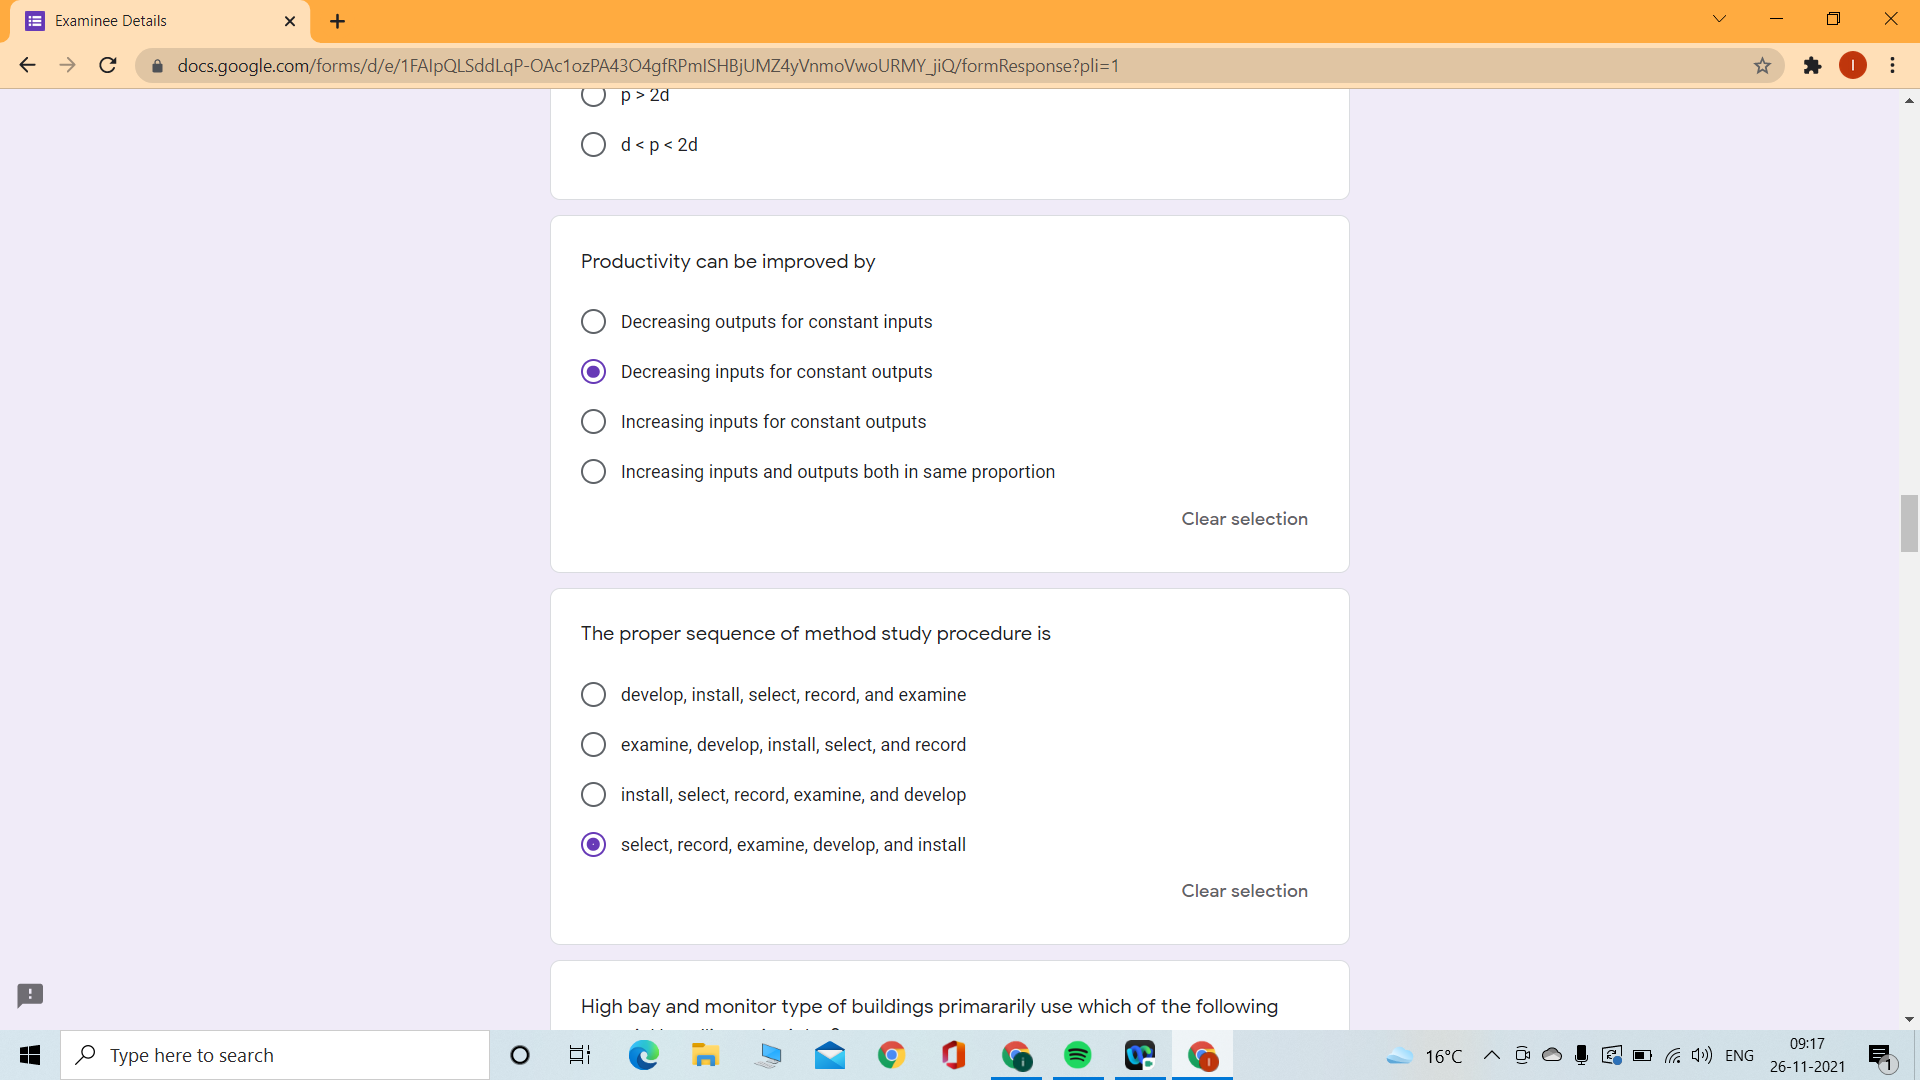 Examinee Details
docs.google.com/forms/d/e/1FAIpQLSddLqP-OAc1ozPA43O4gfRPmISHBjUMZ4yVnmoVwoURMY_jiQ/formResponse?pli=1
I
p > 2d
d < p < 2d
Productivity can be improved by
Decreasing outputs for constant inputs
Decreasing inputs for constant outputs
Increasing inputs for constant outputs
Increasing inputs and outputs both in same proportion
Clear selection
The proper sequence of method study procedure is
develop, install, select, record, and examine
examine, develop, install, select, and record
install, select, record, examine, and develop
select, record, examine, develop, and install
Clear selection
High bay and monitor type of buildings primararily use which of the following
Type here to search
16°C
ENG
09:17
26-11-2021
1